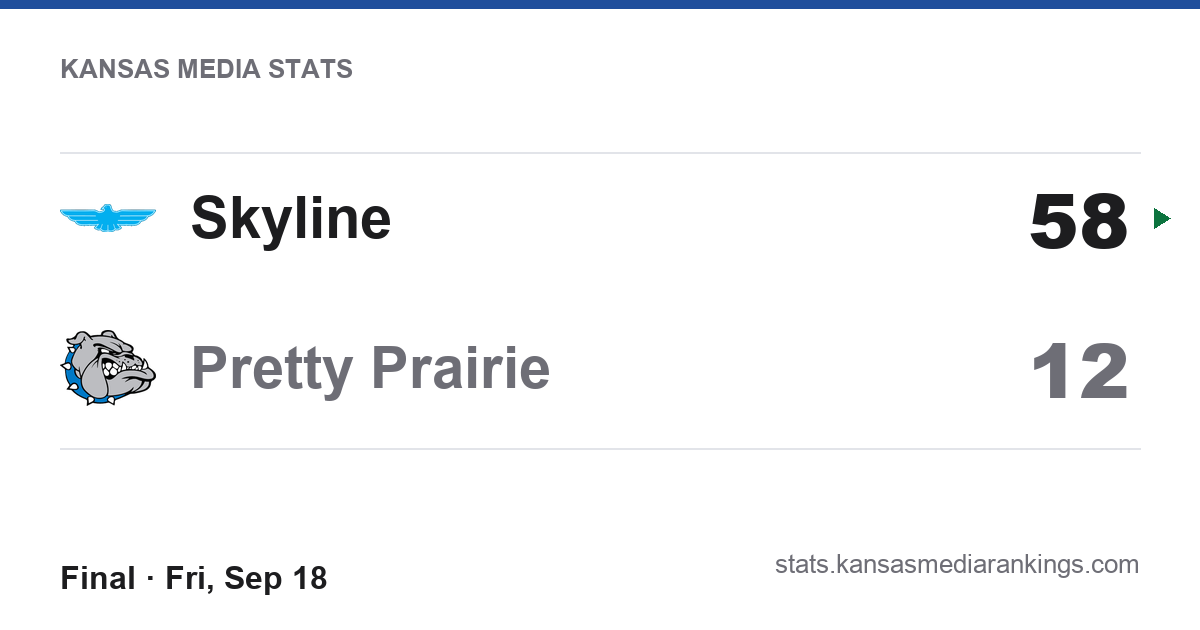 KANSAS MEDIA STATS
Skyline 58
Pretty Prairie 12
Final · Fri, Sep 18
stats.kansasmediarankings.com